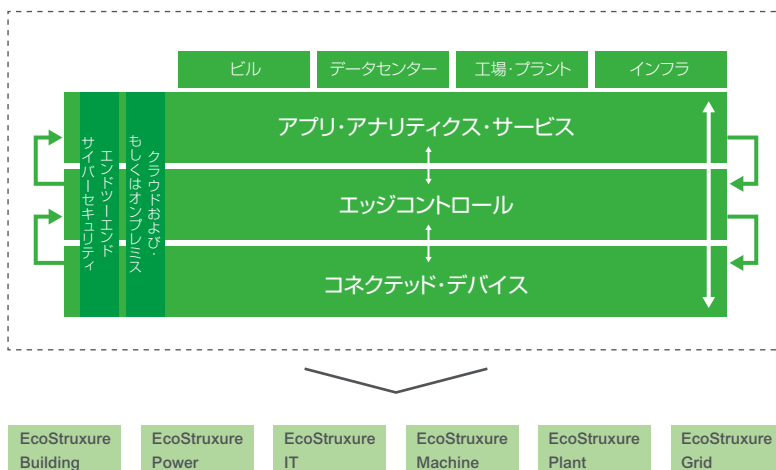 ビル
データセンター
工場・プラント
インフラ
エンドツーエンド
サイバーセキュリティ
クラウドおよび・
もしくはオンプレミス
アプリ・アナリティクス・サービス
エッジコントロール
コネクテッド・デバイス
EcoStruxure
Building
EcoStruxure
Power
EcoStruxure
IT
EcoStruxure
Machine
EcoStruxure
Plant
EcoStruxure
Grid